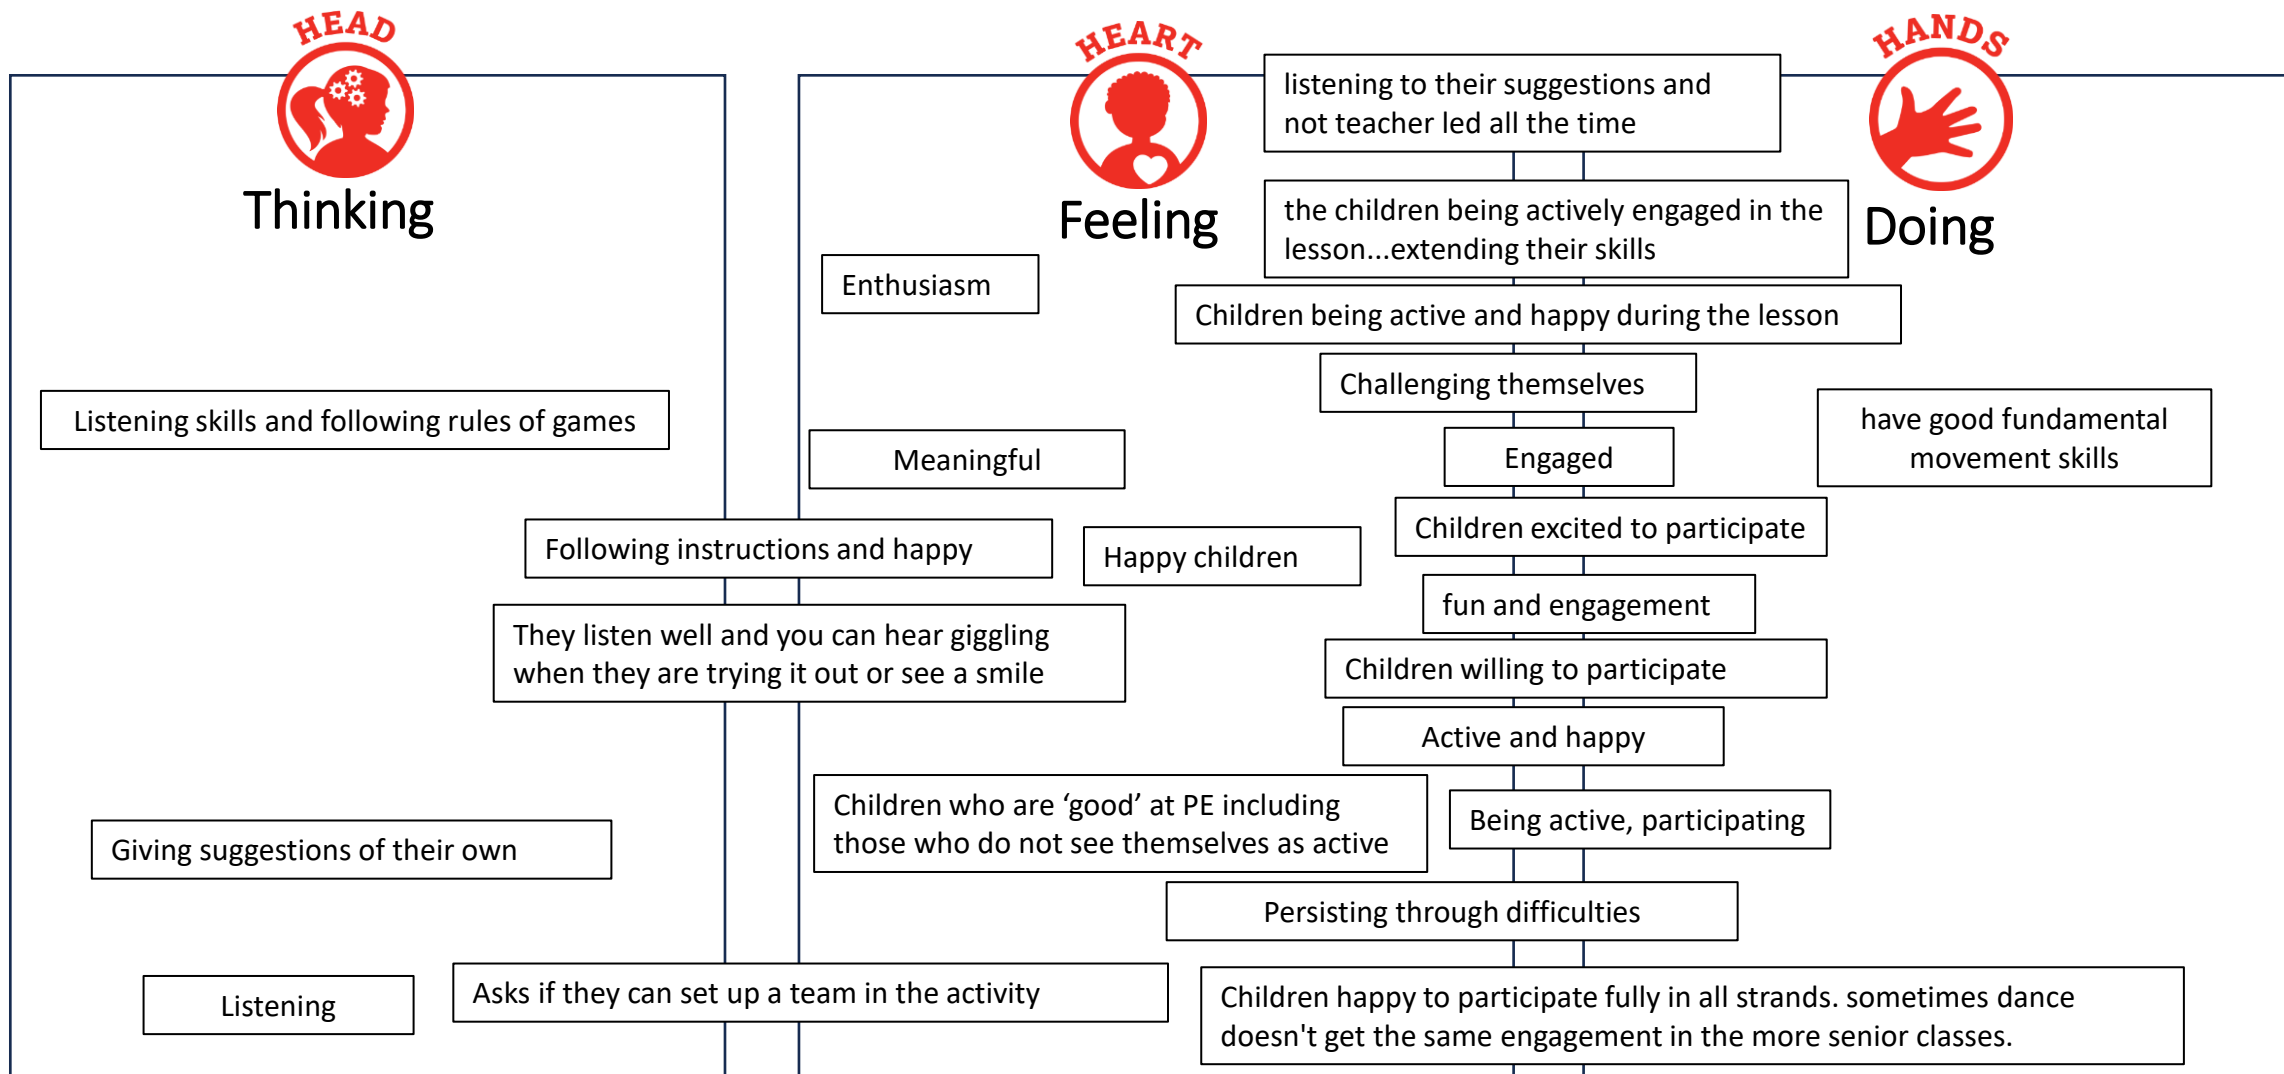 HEAD
Thinking
Listening skills and following rules of games
Giving suggestions of their own
Listening
Following instructions and happy
They listen well and you can hear giggling
when they are trying it out or see a smile
Asks if they can set up a team in the activity
HEART
Feeling
Enthusiasm
Meaningful
Happy children
Children who are ‘good’ at PE including
those who do not see themselves as active
listening to their suggestions and
not teacher led all the time
the children being actively engaged in the
lesson...extending their skills
Children being active and happy during the lesson
Challenging themselves
Engaged
Children excited to participate
fun and engagement
Children willing to participate
Active and happy
Being active, participating
Persisting through difficulties
Children happy to participate fully in all strands. sometimes dance
doesn't get the same engagement in the more senior classes.
HANDS
Doing
have good fundamental
movement skills